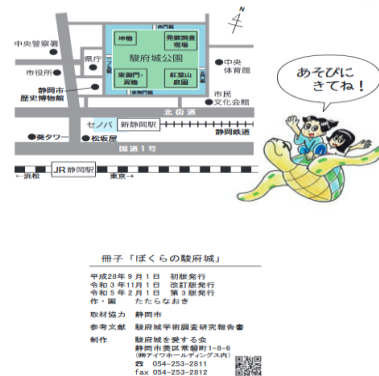 N
西門橋
中央警察署
坤櫓
発掘調査
現場
県庁
駿府城公園
中央
体育館
市役所
東御門・
巽櫓
紅葉山
庭園
静岡市
歴史博物館
市民
文化会館
北街道
セノバ
新静岡駅
静岡鉄道
葵タワー
松坂屋
国道1号
JR静岡駅
←浜松
東京→
あそびに
きてね!
冊子「ぼくらの駿府城」
平成28年9月1日 初版発行
令和3年11月1日 改訂版発行
令和5年2月1日 第3版発行
作・画 たたらなおき
取材協力 静岡市
参考文献 駿府城学術調査研究報告書
制作 駿府城を愛する会
静岡市葵区常磐町1-8-6
(㈱アイワホールディングス内)
☎ 054-253-2811
fax 054-253-2812